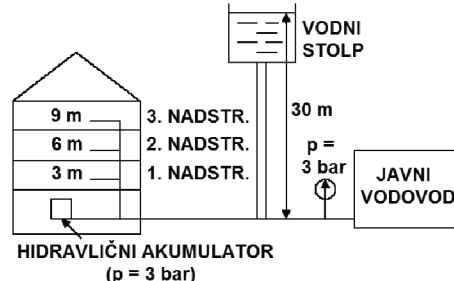 VODNI
STOLP
9 m
3. NADSTR.
30 m
6 m
2. NADSTR.
p =
3 bar
3 m
1. NADSTR.
JAVNI
VODOVOD
HIDRAVLIČNI AKUMULATOR
(p = 3 bar)